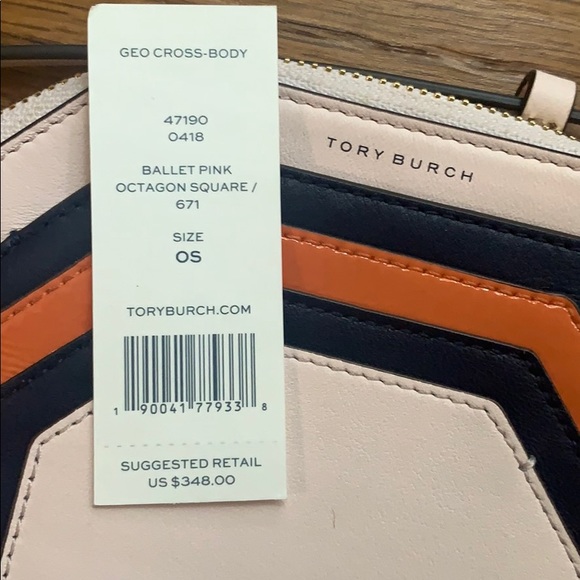 GEO CROSS-BODY
47190
0418
BALLET PINK
OCTAGON SQUARE /
671
SIZE
OS
TORYBURCH.COM
1 90041 77933 8
SUGGESTED RETAIL
US $348.00
TORY BURCH